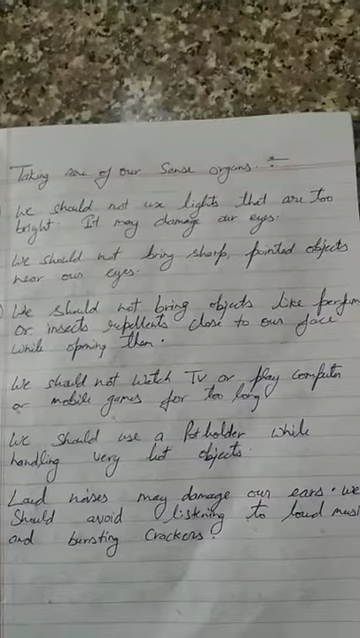 Taking care of our Sense organs. :-
We should not use lights that are too
bright. It may damage our eyes.
We should not bring sharp, pointed objects
near our eyes.
We should not bring objects like perfum
or insects repellents close to our face
while opening them.
We should not watch TV or play computer
or mobile games for too long
We should use a Potholder while
handling very hot objects.
Loud noises may damage our ears. We
Should avoid listening to loud musi
and bursting Crackers.